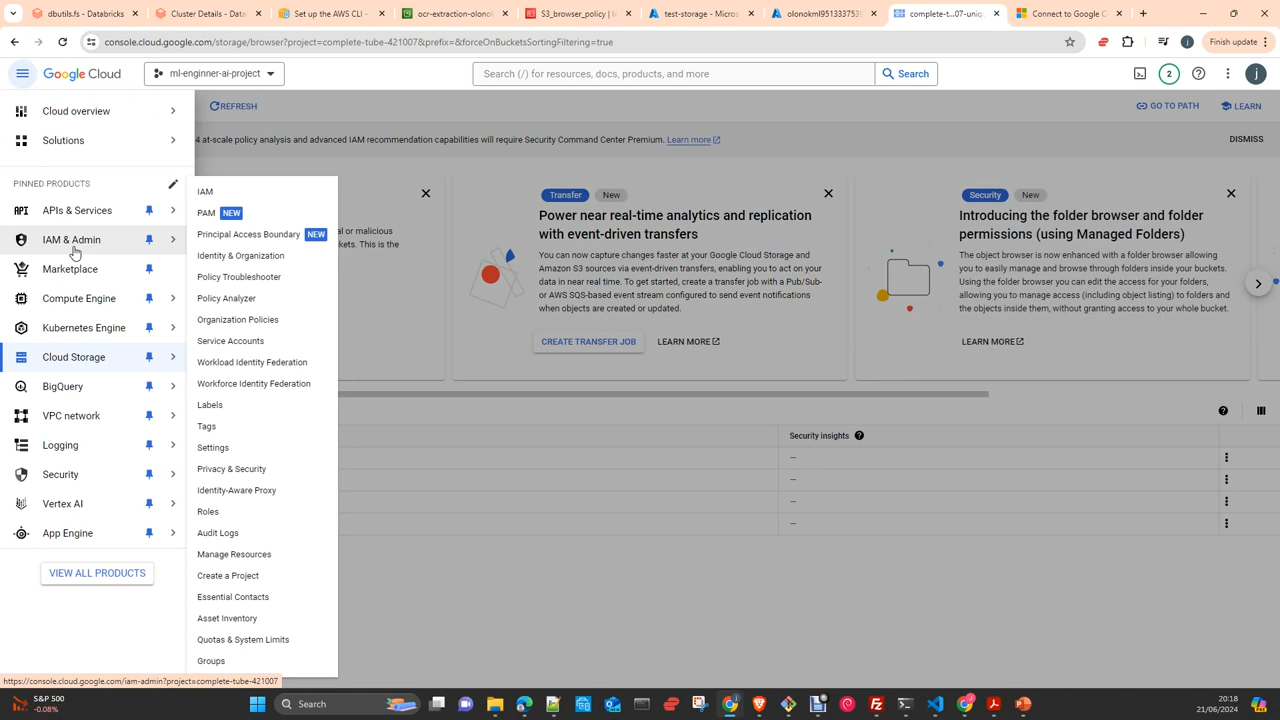 dbutils.fs - Databricks
Cluster Details - Datab
Set up the AWS CLI -
ocr-extraction-olonok
S3_browser_policy | IA
test-storage - Microso
olonokml9513337535
complete-t...07-uniqu
Connect to Google C
console.cloud.google.com/storage/browser?project=complete-tube-421007&prefix=&forceOnBucketsSortingFiltering=true
Finish update
Google Cloud
ml-enginner-ai-project
Search (/) for resources, docs, products, and more
Search
2
j
Cloud overview
Solutions
PINNED PRODUCTS
APIs & Services
IAM & Admin
Marketplace
Compute Engine
Kubernetes Engine
Cloud Storage
BigQuery
VPC network
Logging
Security
Vertex AI
App Engine
VIEW ALL PRODUCTS
IAM
PAM NEW
Principal Access Boundary NEW
Identity & Organization
Policy Troubleshooter
Policy Analyzer
Organization Policies
Service Accounts
Workload Identity Federation
Workforce Identity Federation
Labels
Tags
Settings
Privacy & Security
Identity-Aware Proxy
Roles
Audit Logs
Manage Resources
Create a Project
Essential Contacts
Asset Inventory
Quotas & System Limits
Groups
REFRESH
GO TO PATH
LEARN
4 at-scale policy analysis and advanced IAM recommendation capabilities will require Security Command Center Premium. Learn more
DISMISS
al or malicious
kets. This is the
Transfer New
Power near real-time analytics and replication
with event-driven transfers
You can now capture changes faster at your Google Cloud Storage and
Amazon S3 sources via event-driven transfers, enabling you to act on your
data in near real time. To get started, create a transfer job with a Pub/Sub-
or AWS SQS-based event stream configured to send event notifications
when objects are created or updated.
CREATE TRANSFER JOB
LEARN MORE
Security New
Introducing the folder browser and folder
permissions (using Managed Folders)
The object browser is now enhanced with a folder browser allowing
you to easily manage and browse through folders inside your buckets.
Using the folder browser you can edit the access for your folders,
allowing you to manage access (including object listing) to folders and
the objects inside them, without granting access to your whole bucket.
LEARN MORE
Security insights
—
—
—
—
https://console.cloud.google.com/iam-admin?project=complete-tube-421007
S&P 500
-0.08%
Search
20:18
21/06/2024